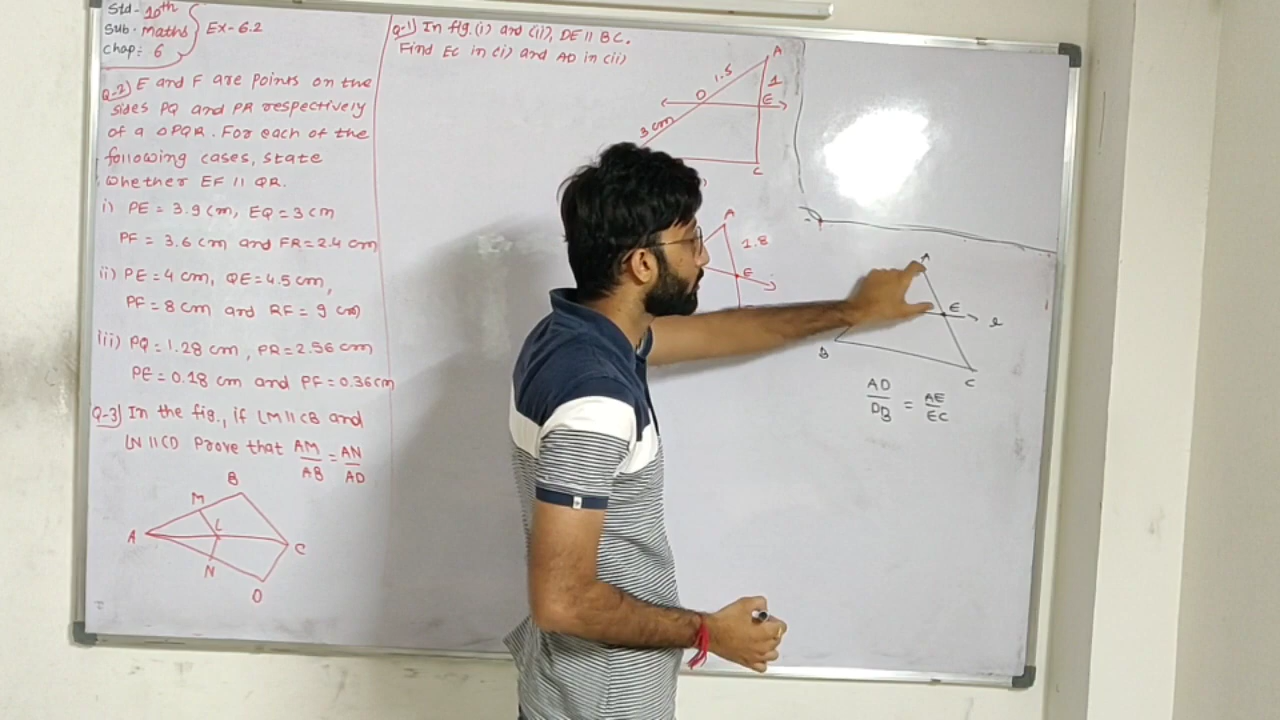 Std- 10th
Sub- maths
Chap: 6
Ex-6.2
Q-2) E and F are points on the
sides PQ and PR respectively
of a △PQR. For each of the
following cases, state
whether EF || QR.
i) PE = 3.9 cm, EQ = 3 cm
PF = 3.6 cm and FR = 2.4 cm
ii) PE = 4 cm, QE = 4.5 cm,
PF = 8 cm and RF = 9 cm
iii) PQ = 1.28 cm, PR = 2.56 cm
PE = 0.18 cm and PF = 0.36 cm
Q-3) In the fig., if LM || CB and
LN || CD Prove that AM/AB = AN/AD
B
M
A
L
C
N
D
Q-1) In fig. (i) and (ii), DE || BC.
Find EC in (i) and AD in (ii)
A
1.5
1
D
E
3 cm
C
A
1.8
E
A
E
l
B
C
AD/DB = AE/EC